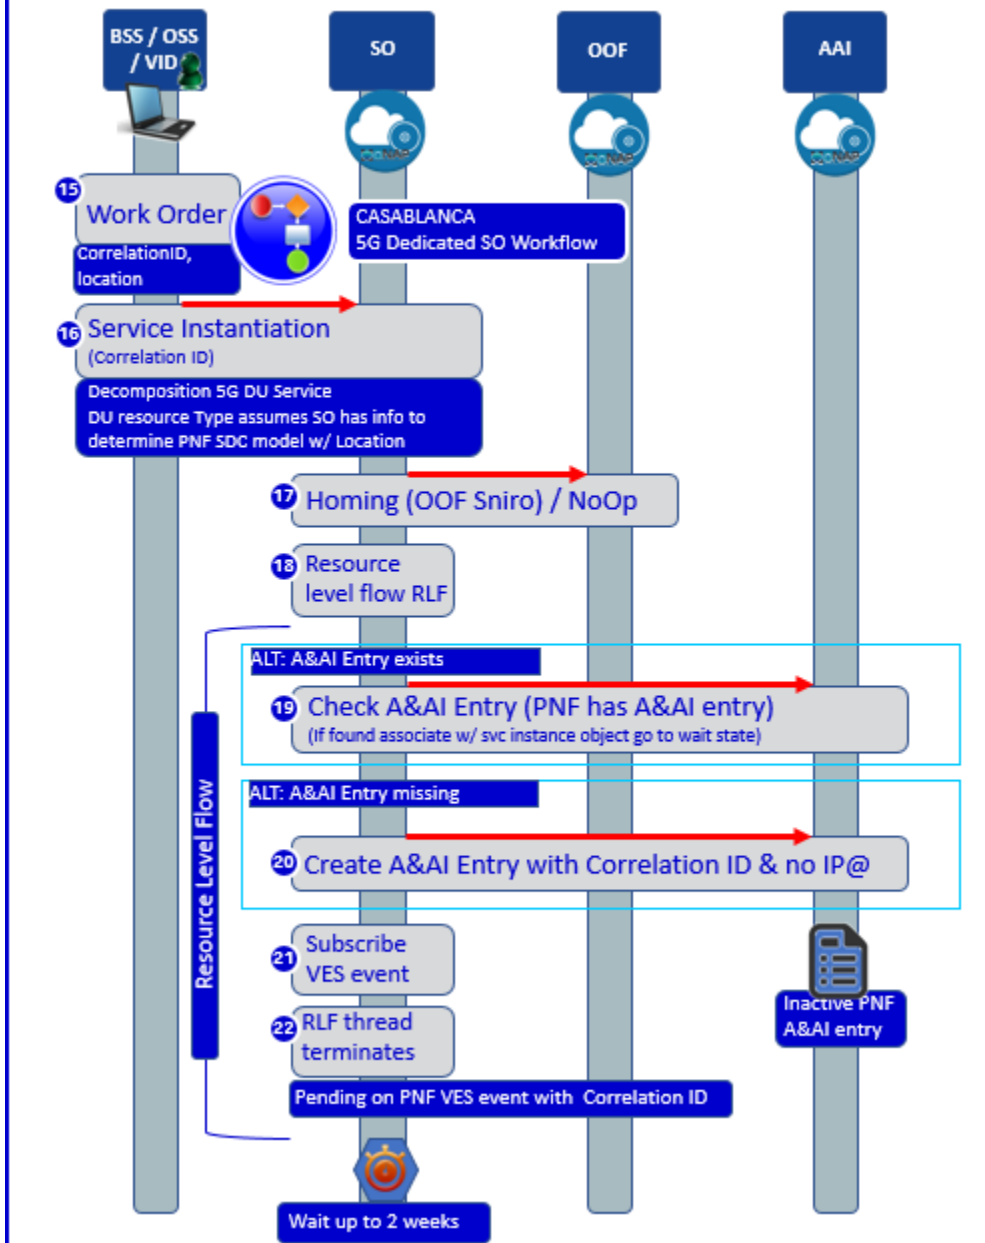 BSS / OSS
/ VID
SO
OOF
AAI
ONAP
ONAP
ONAP
15
Work Order
CorrelationID,
location
CASABLANCA
5G Dedicated SO Workflow
16
Service Instantiation
(Correlation ID)
Decomposition 5G DU Service
DU resource Type assumes SO has info to
determine PNF SDC model w/ Location
17
Homing (OOF Sniro) / NoOp
18
Resource
level flow RLF
Resource Level Flow
ALT: A&AI Entry exists
19
Check A&AI Entry (PNF has A&AI entry)
(If found associate w/ svc instance object go to wait state)
ALT: A&AI Entry missing
20
Create A&AI Entry with Correlation ID & no IP@
21
Subscribe
VES event
22
RLF thread
terminates
Inactive PNF
A&AI entry
Pending on PNF VES event with Correlation ID
Wait up to 2 weeks